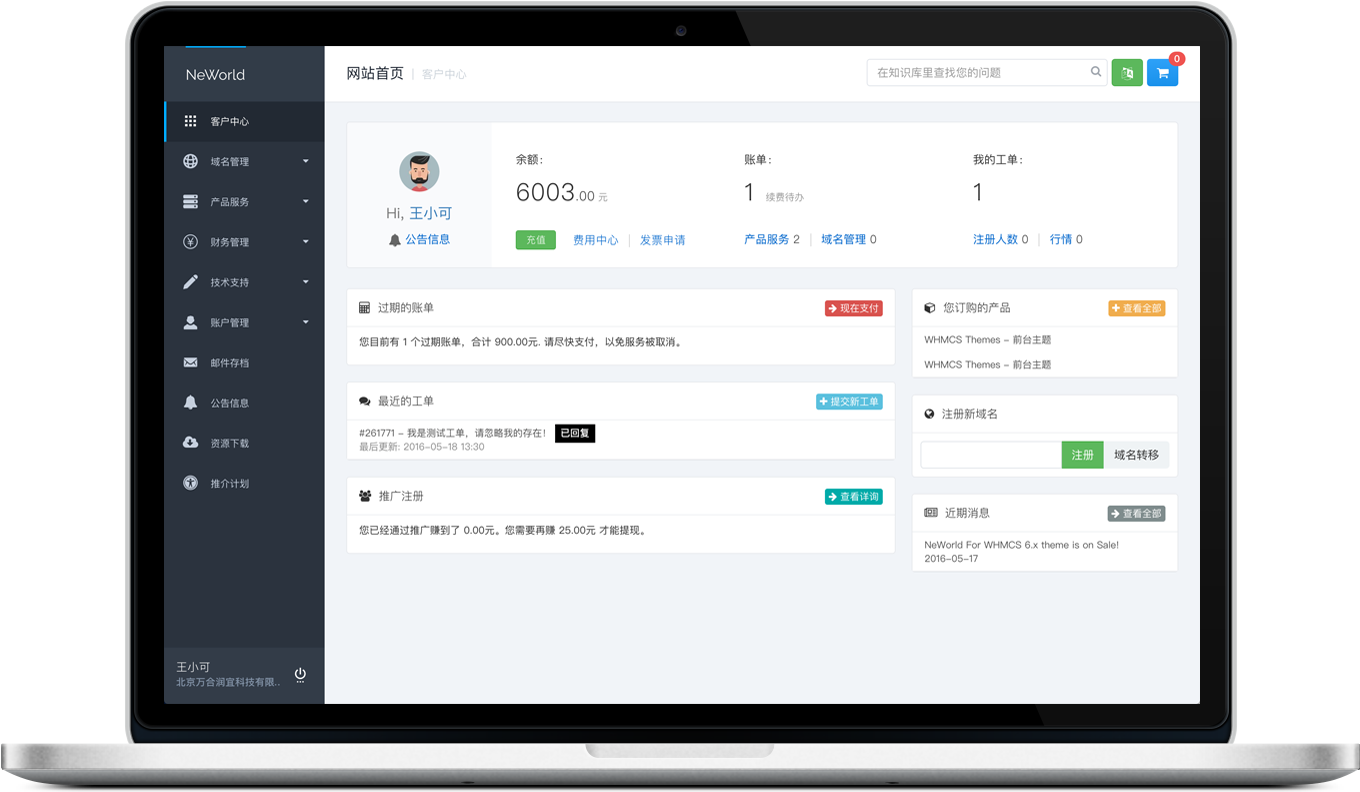 NeWorld
网站首页 | 客户中心
在知识库里查找您的问题
0
客户中心
域名管理
产品服务
财务管理
技术支持
账户管理
邮件存档
公告信息
资源下载
推介计划
王小可
北京万合润宜科技有限..
Hi, 王小可
公告信息
余额：
6003.00 元
充值 费用中心 | 发票申请
账单：
1 续费待办
产品服务 2 | 域名管理 0
我的工单：
1
注册人数 0 | 行情 0
过期的账单
现在支付
您目前有 1 个过期账单，合计 900.00元. 请尽快支付，以免服务被取消。
最近的工单
提交新工单
#261771 - 我是测试工单，请忽略我的存在！ 已回复
最后更新: 2016-05-18 13:30
推广注册
查看详询
您已经通过推广赚到了 0.00元。您需要再赚 25.00元 才能提现。
您订购的产品
查看全部
WHMCS Themes - 前台主题
WHMCS Themes - 前台主题
注册新域名
注册 域名转移
近期消息
查看全部
NeWorld For WHMCS 6.x theme is on Sale!
2016-05-17